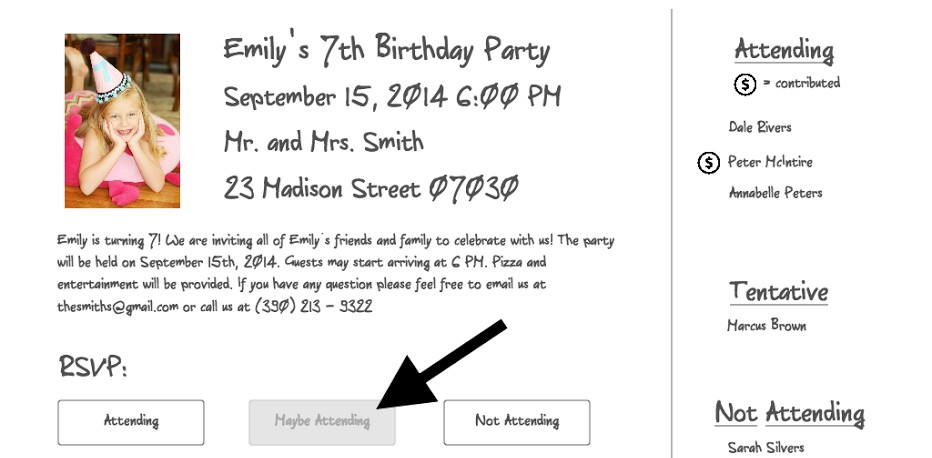 Emily's 7th Birthday Party
September 15, 2014 6:00 PM
Mr. and Mrs. Smith
23 Madison Street 07030
Emily is turning 7! We are inviting all of Emily's friends and family to celebrate with us! The party
will be held on September 15th, 2014. Guests may start arriving at 6 PM. Pizza and
entertainment will be provided. If you have any question please feel free to email us at
thesmiths@gmail.com or call us at (390) 213 - 9322
RSVP:
Attending
Maybe Attending
Not Attending
Attending
$ = contributed
Dale Rivers
$ Peter McIntire
Annabelle Peters
Tentative
Marcus Brown
Not Attending
Sarah Silvers